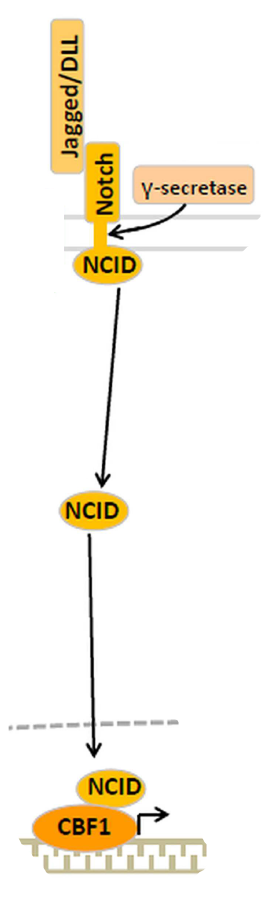 Jagged/DLL
Notch
γ-secretase
NCID
NCID
NCID
CBF1